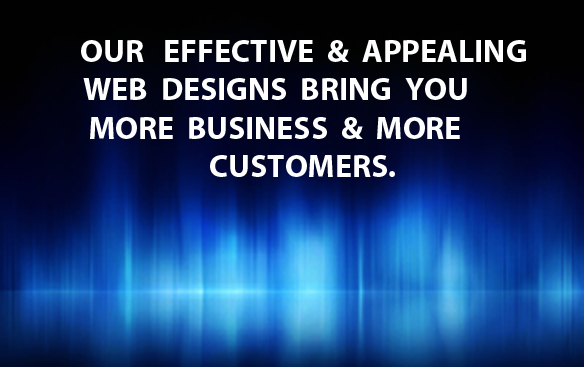 OUR EFFECTIVE & APPEALING
WEB DESIGNS BRING YOU
MORE BUSINESS & MORE
CUSTOMERS.